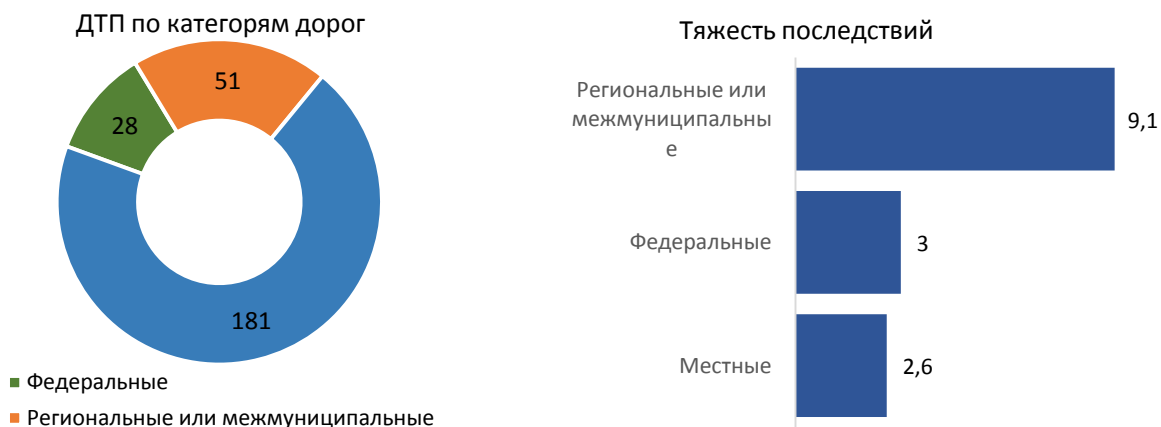 ДТП по категорям дорог
28
51
181
Федеральные
Региональные или межмуниципальные
Тяжесть последствий
Региональные или
межмуниципальны
е
9,1
Федеральные
3
Местные
2,6